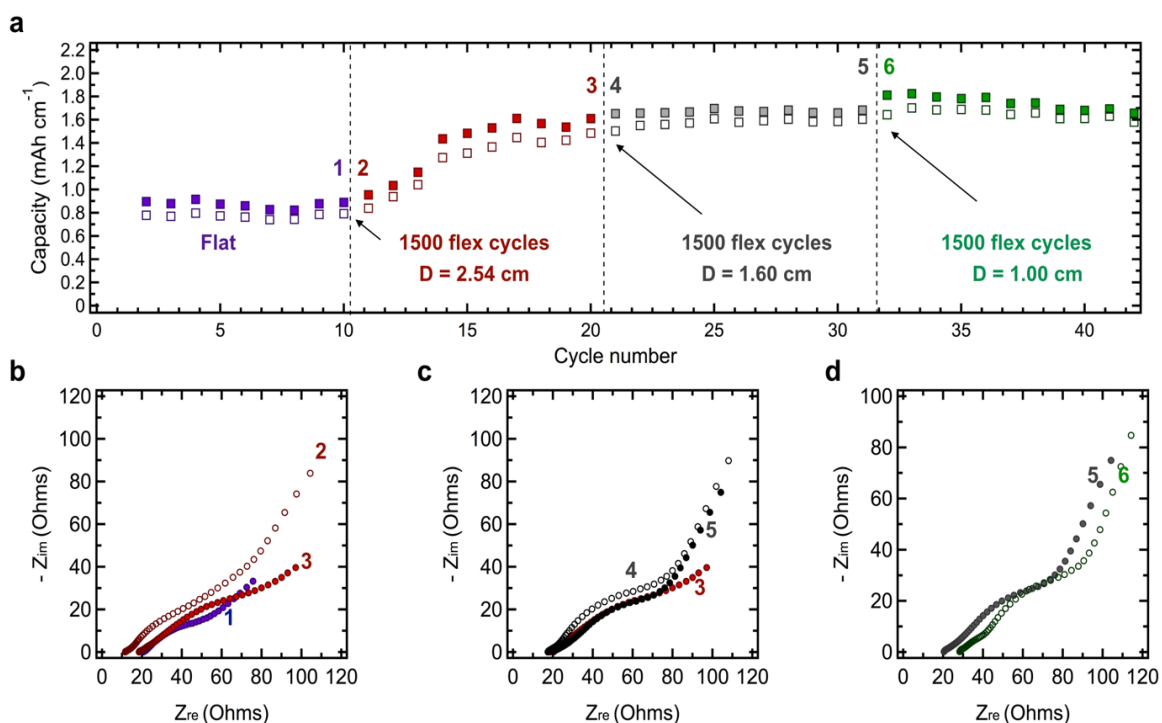 a
2.2
2.0
1.8
1.6
1.4
1.2
1.0
0.8
0.6
0.4
0.2
0
Capacity (mAh cm⁻¹)
1
2
3
4
5
6
Flat
1500 flex cycles
D = 2.54 cm
1500 flex cycles
D = 1.60 cm
1500 flex cycles
D = 1.00 cm
0 5 10 15 20 25 30 35 40
Cycle number
b
120
100
80
60
40
20
0
- Zim (Ohms)
2
3
1
0 20 40 60 80 100 120
Zre (Ohms)
c
120
100
80
60
40
20
0
- Zim (Ohms)
5
4
3
0 20 40 60 80 100 120
Zre (Ohms)
d
100
80
60
40
20
0
- Zim (Ohms)
5
6
0 20 40 60 80 100 120
Zre (Ohms)